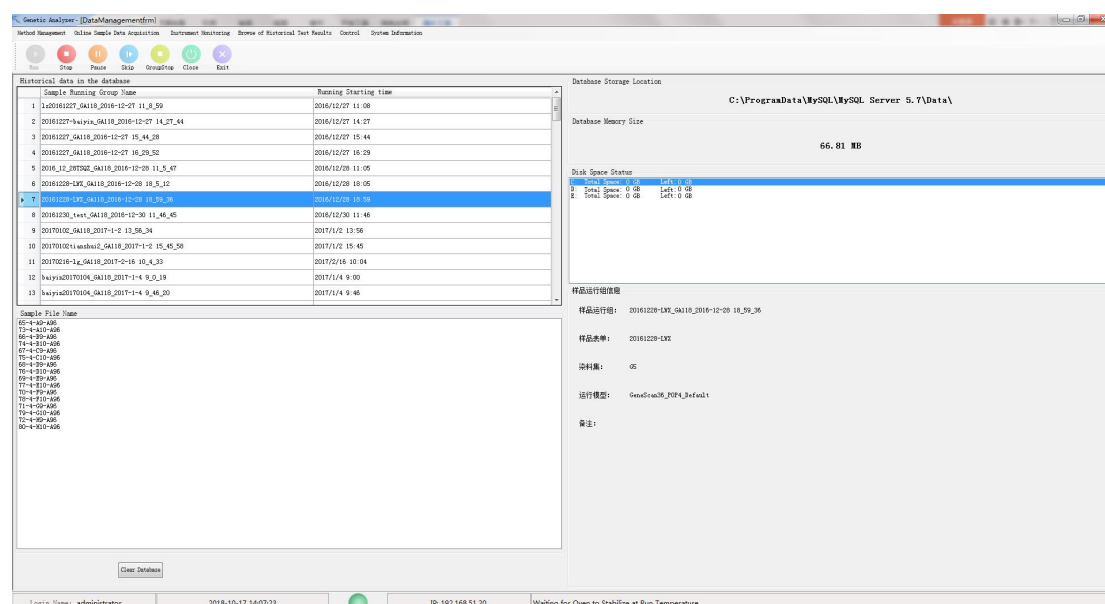 Genetic Analyzer- [DataManagementfrm]
Method Management Online Sample Data Acquisition Instrument Monitoring Browse of Historical Test Results Control System Information
Run Stop Pause Skip GroupStop Close Exit
Historical data in the database
Sample Running Group Name Running Starting time
1 lz20161227_GA118_2016-12-27 11_8_59 2016/12/27 11:08
2 20161227-baiyin_GA118_2016-12-27 14_27_44 2016/12/27 14:27
3 20161227_GA118_2016-12-27 15_44_28 2016/12/27 15:44
4 20161227_GA118_2016-12-27 16_29_52 2016/12/27 16:29
5 2016_12_28TSQZ_GA118_2016-12-28 11_5_47 2016/12/28 11:05
6 20161228-LWX_GA118_2016-12-28 18_5_12 2016/12/28 18:05
7 20161228-LWX_GA118_2016-12-28 18_59_36 2016/12/28 18:59
8 20161230_test_GA118_2016-12-30 11_46_45 2016/12/30 11:46
9 20170102_GA118_2017-1-2 13_56_34 2017/1/2 13:56
10 20170102tianshui2_GA118_2017-1-2 15_45_58 2017/1/2 15:45
11 20170216-lg_GA118_2017-2-16 10_4_33 2017/2/16 10:04
12 baiyin20170104_GA118_2017-1-4 9_0_19 2017/1/4 9:00
13 baiyin20170104_GA118_2017-1-4 9_46_20 2017/1/4 9:46
Sample File Name
65-4-A9-A96
73-4-A10-A96
66-4-B9-A96
74-4-B10-A96
67-4-C9-A96
75-4-C10-A96
68-4-D9-A96
76-4-D10-A96
69-4-E9-A96
77-4-E10-A96
70-4-F9-A96
78-4-F10-A96
71-4-G9-A96
79-4-G10-A96
72-4-H9-A96
80-4-H10-A96
Clear Database
Database Storage Location
C:\ProgramData\MySQL\MySQL Server 5.7\Data\
Database Memory Size
66.81 MB
Disk Space Status
C: Total Space: 0 GB Left:0 GB
D: Total Space: 0 GB Left:0 GB
E: Total Space: 0 GB Left:0 GB
样品运行组信息
样品运行组: 20161228-LWX_GA118_2016-12-28 18_59_36
样品表单: 20161228-LWX
染料集: G5
运行模型: GeneScan36_POP4_Default
备注:
Login Name: administrator 2018-10-17 14:07:23 IP: 192.168.51.20 Waiting for Oven to Stabilize at Run Temperature